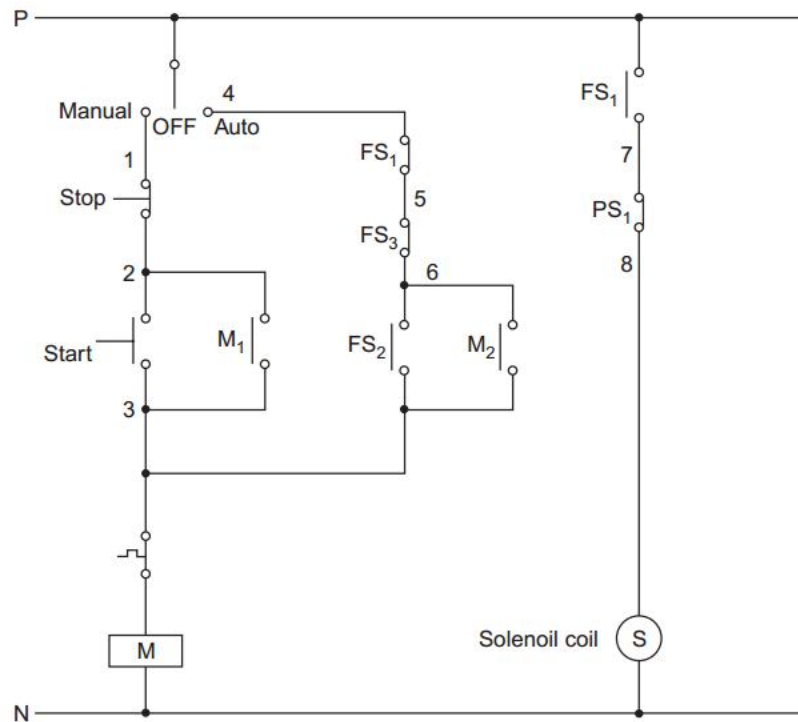 P
4
Manual
OFF
Auto
FS₁
1
FS₁
7
Stop
5
PS₁
FS₃
8
2
6
Start
M₁
FS₂
M₂
3
Solenoil coil
S
M
N